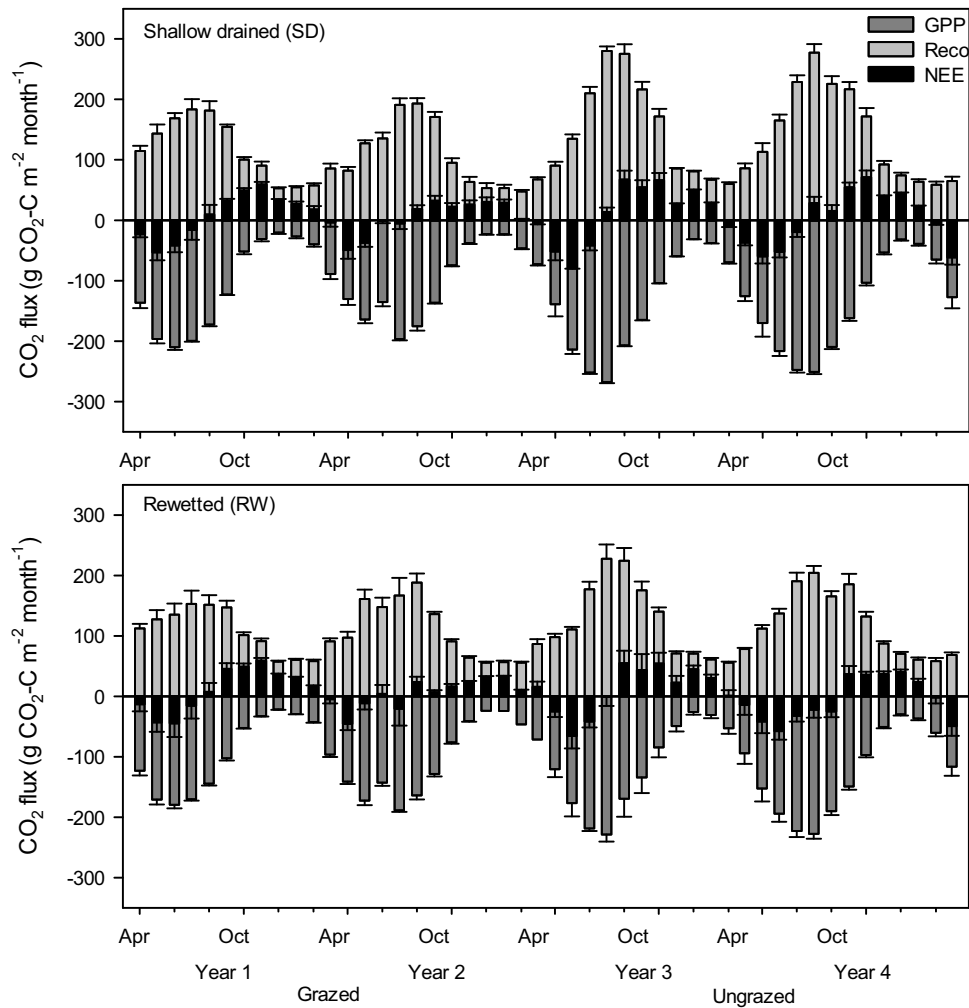 Shallow drained (SD)
GPP
Reco
NEE
300
200
100
0
-100
-200
-300
CO2 flux (g CO2-C m-2 month-1)
Apr Oct Apr Oct Apr Oct Apr Oct
Rewetted (RW)
300
200
100
0
-100
-200
-300
CO2 flux (g CO2-C m-2 month-1)
Apr Oct Apr Oct Apr Oct Apr Oct
Year 1 Year 2 Year 3 Year 4
Grazed Ungrazed